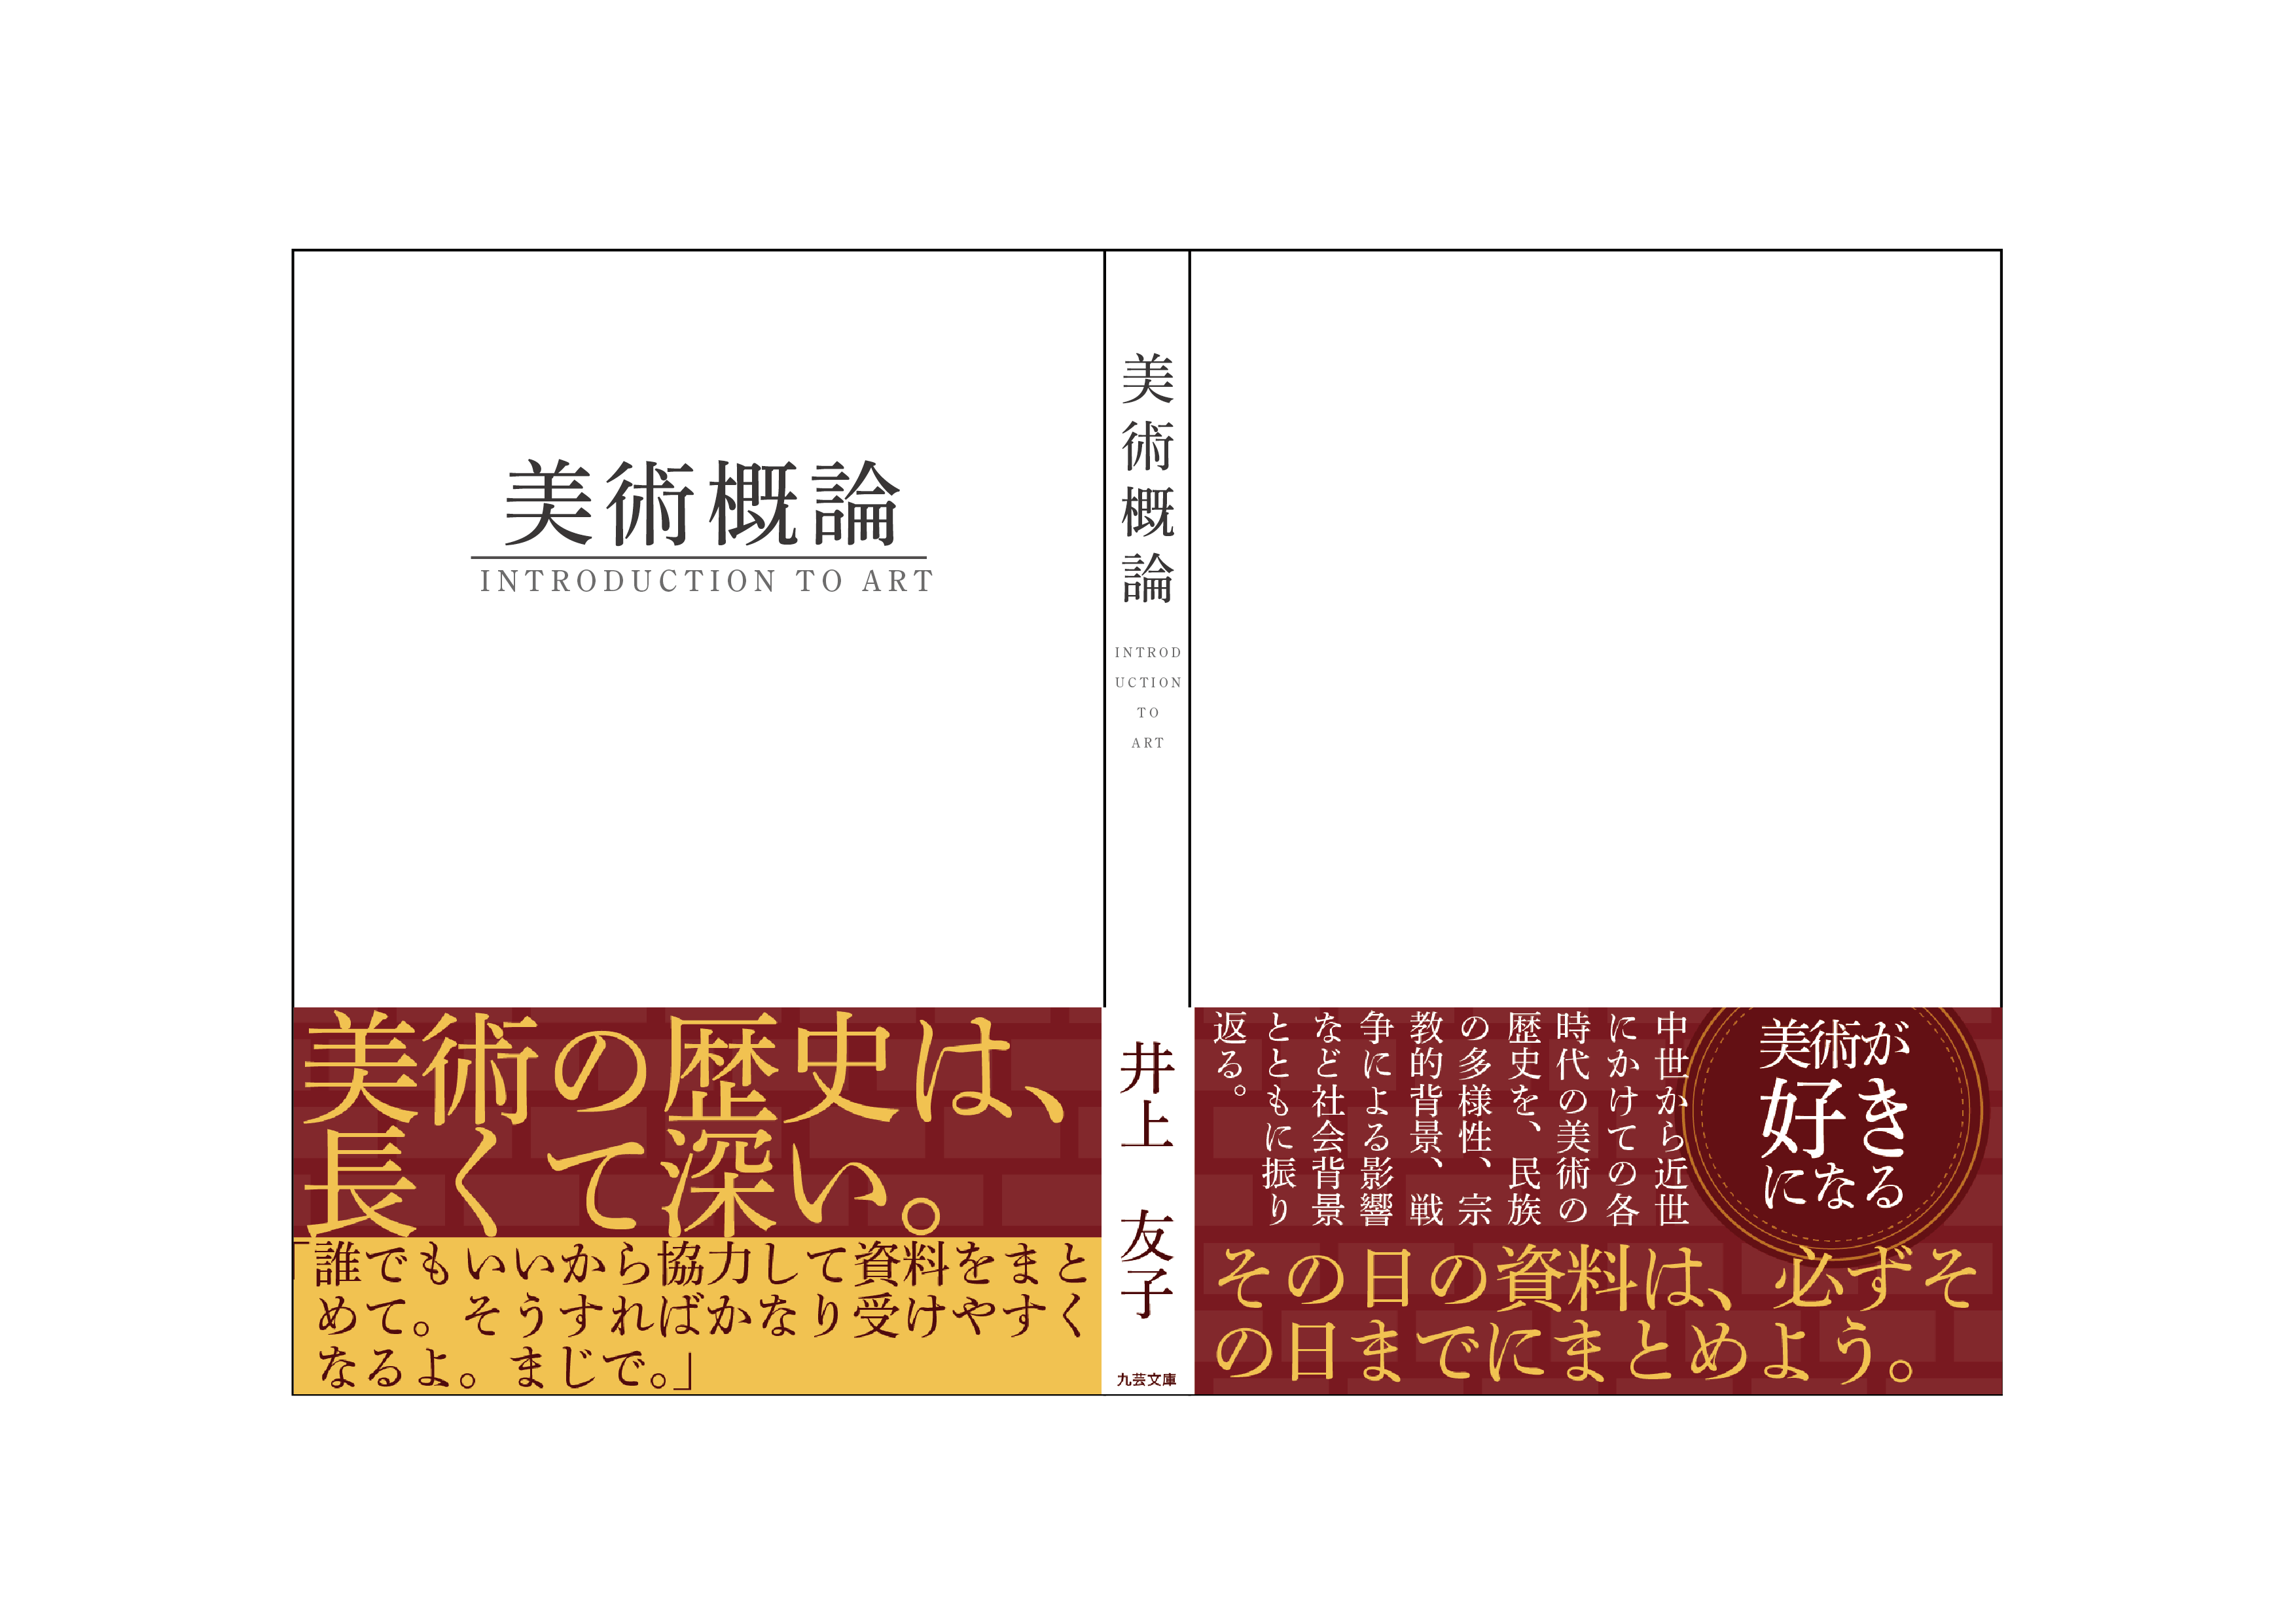 美術概論
INTRODUCTION TO ART
美術の歴史は、
長くて深い。
「誰でもいいから協力して資料をまと
めて。そうすればかなり受けやすく
なるよ。まじで。」
美術概論
INTROD
UCTION
TO
ART
井上 友子
九芸文庫
美術が
好き
になる
中世から近世
にかけての各
時代の美術の
歴史を、民族
の多様性、宗
教的背景、戦
争による影響
など社会背景
とともに振り
返る。
その日の資料は、必ずそ
の日までにまとめよう。